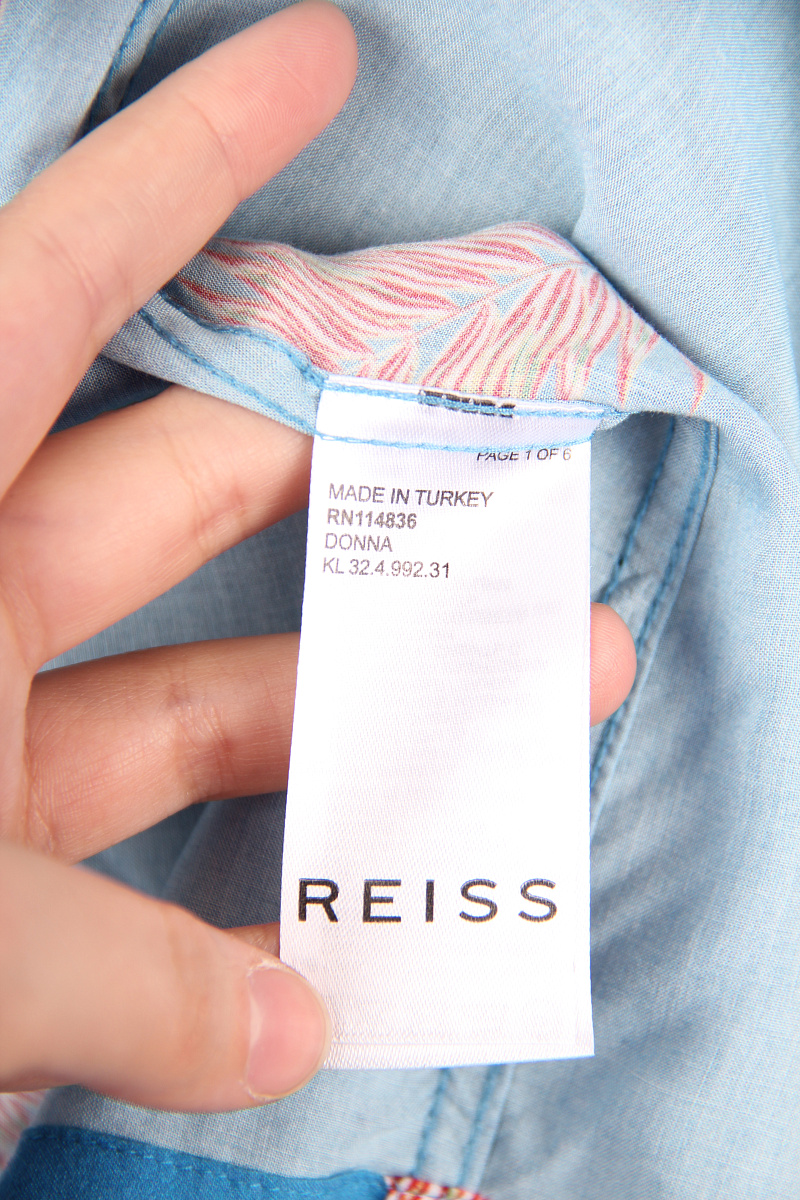 PAGE 1 OF 6
MADE IN TURKEY
RN114836
DONNA
KL 32.4.992.31
REISS